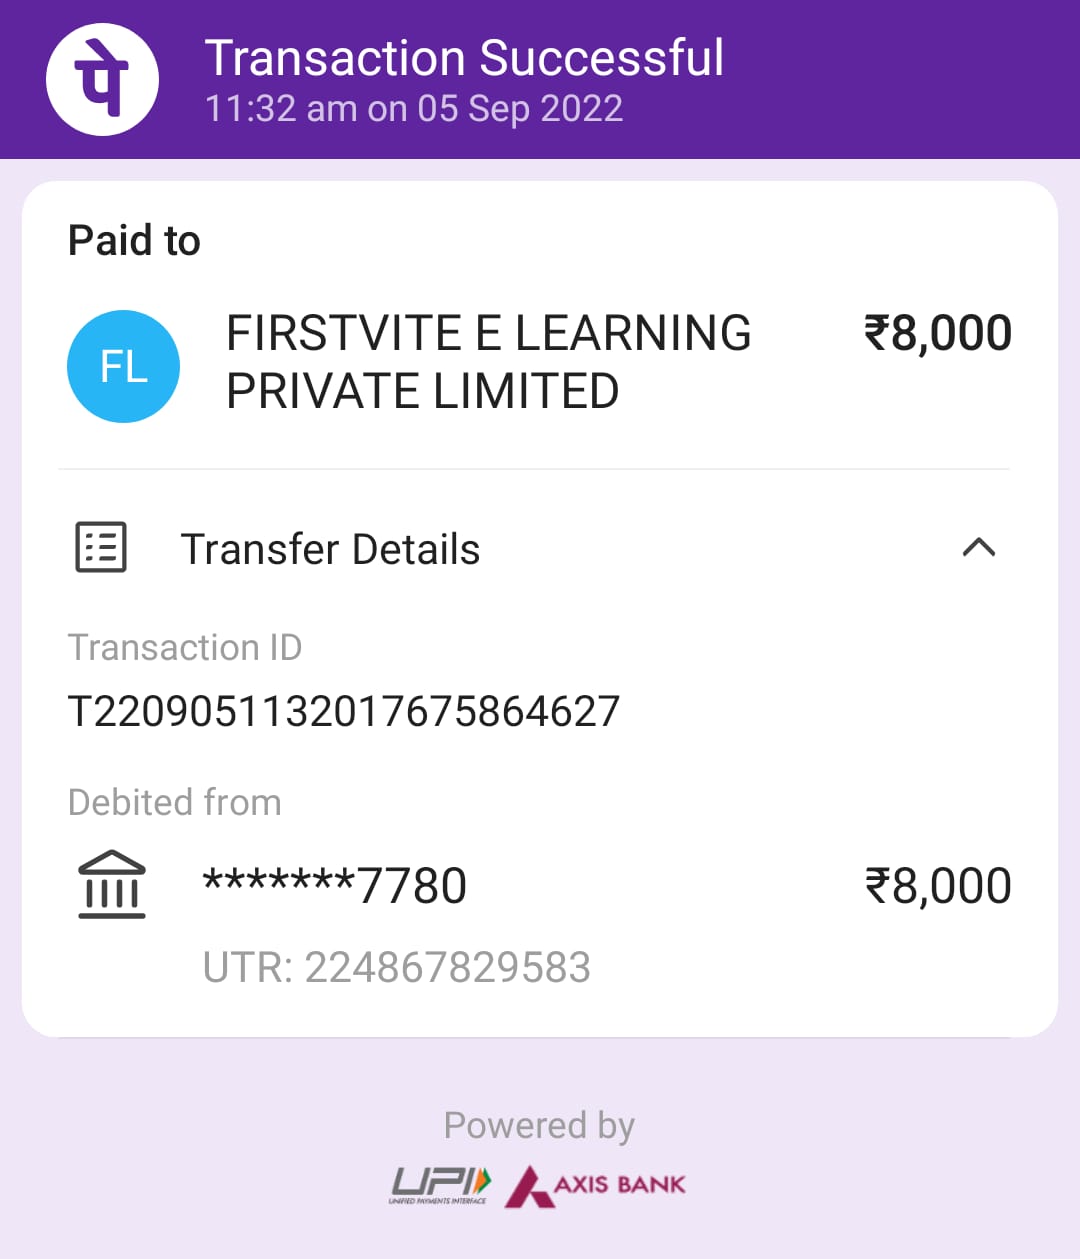 पे
Transaction Successful
11:32 am on 05 Sep 2022
Paid to
FL
FIRSTVITE E LEARNING
PRIVATE LIMITED
₹8,000
Transfer Details
Transaction ID
T2209051132017675864627
Debited from
*******7780
₹8,000
UTR: 224867829583
Powered by
UPI
UNIFIED PAYMENTS INTERFACE
AXIS BANK